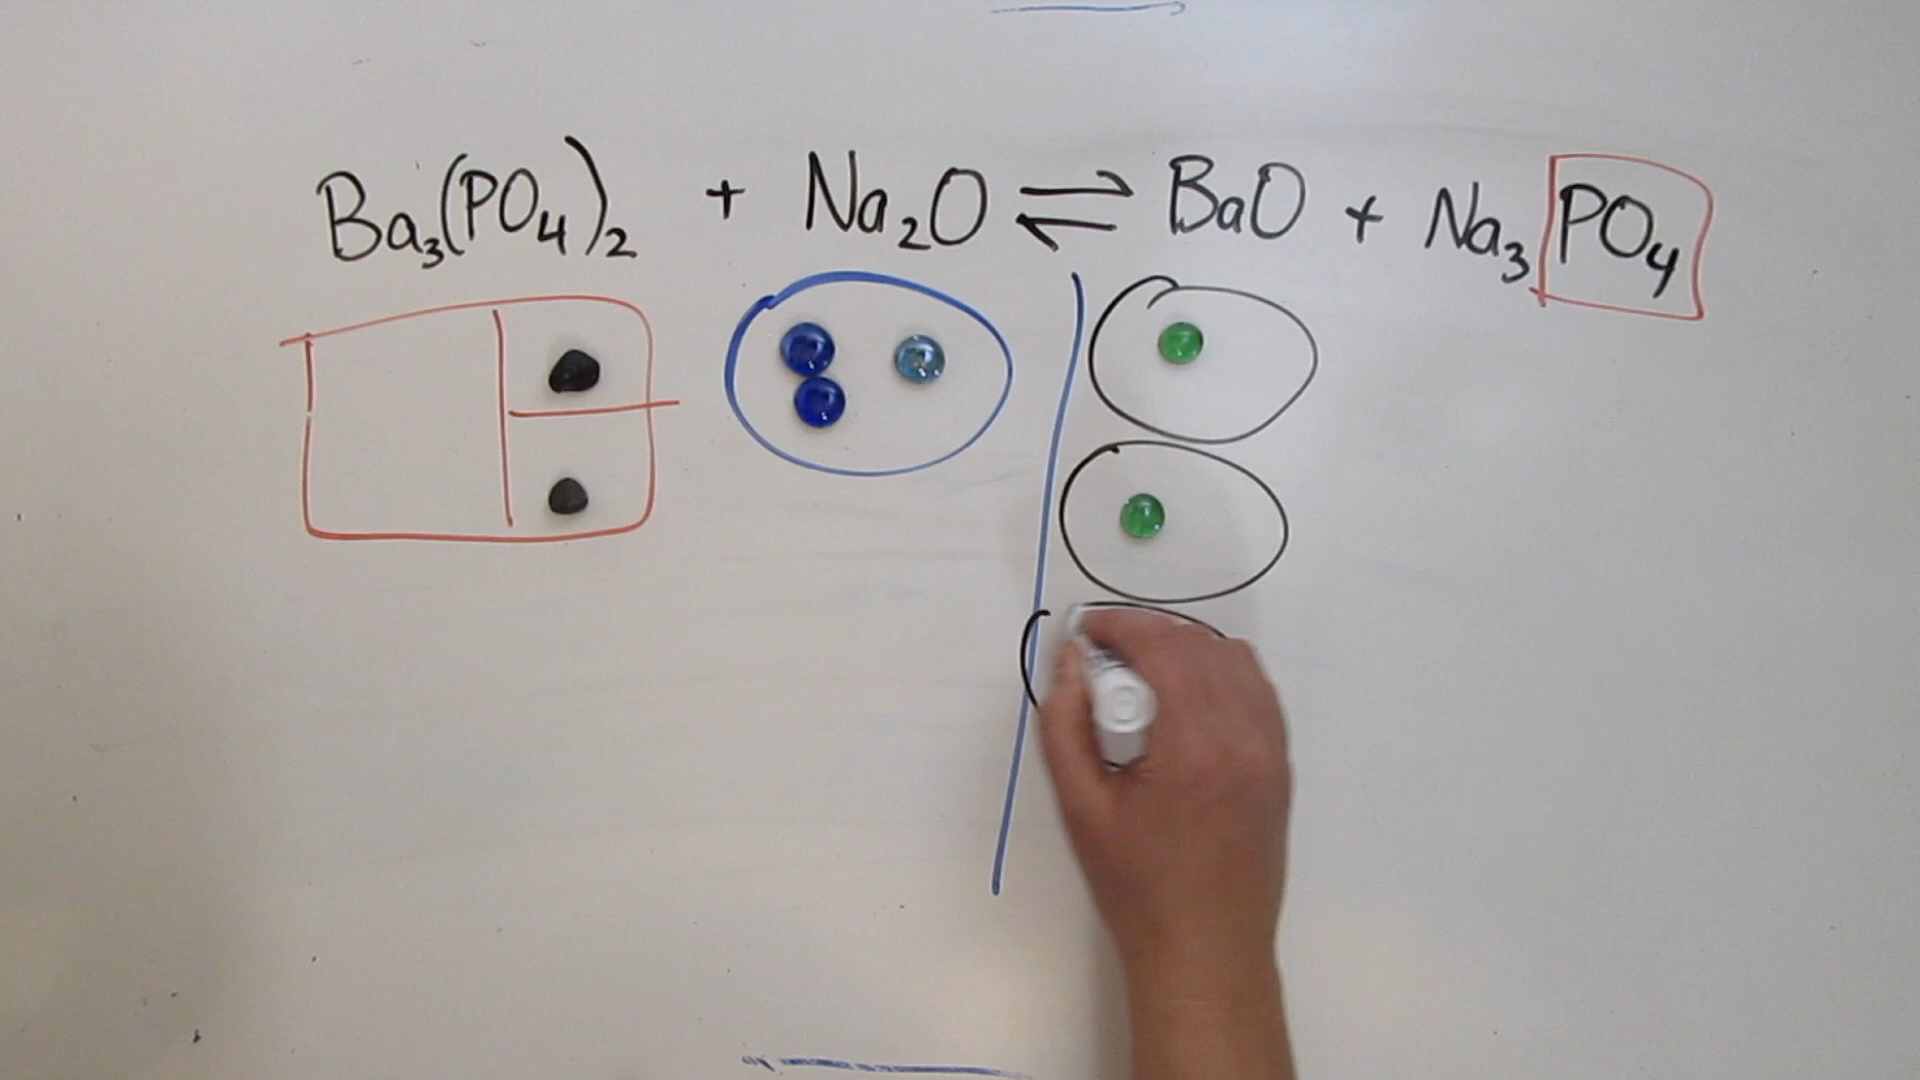 Ba₃(PO₄)₂ + Na₂O ⇌ BaO + Na₃PO₄